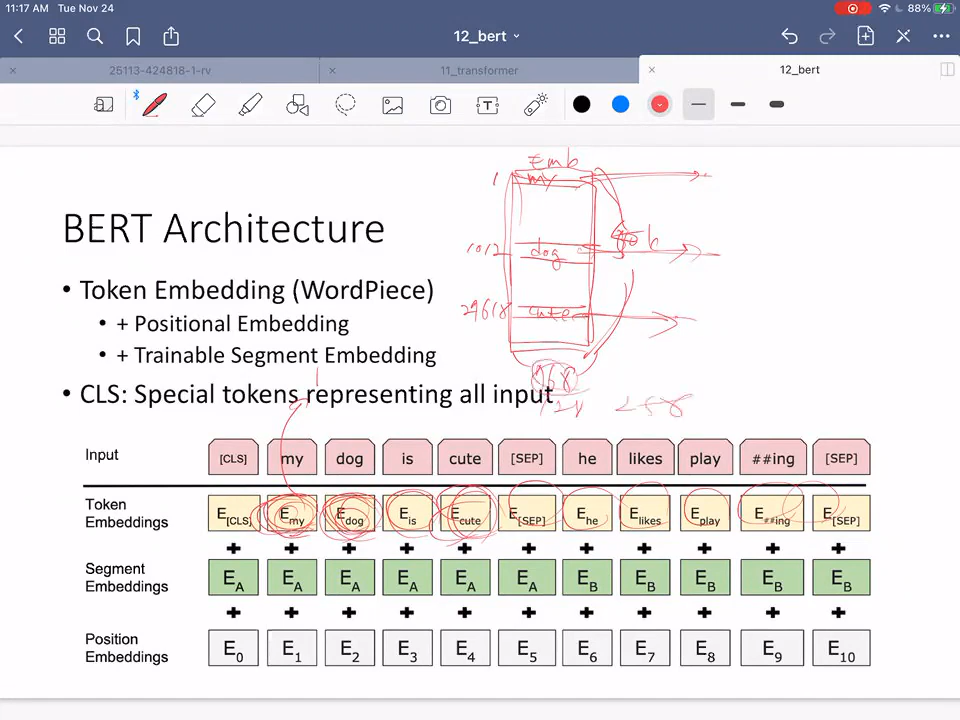 11:17 AM Tue Nov 24
88%
12_bert
25113-424818-1-rv
11_transformer
12_bert
Emb
1 my
BERT Architecture
1012 dog
• Token Embedding (WordPiece)
• + Positional Embedding
29618 cute
• + Trainable Segment Embedding
768
• CLS: Special tokens representing all input
128 258
Input [CLS] my dog is cute [SEP] he likes play ##ing [SEP]
Token Embeddings E[CLS] Emy Edog Eis Ecute E[SEP] Ehe Elikes Eplay E##ing E[SEP]
Segment Embeddings EA EA EA EA EA EA EB EB EB EB EB
Position Embeddings E0 E1 E2 E3 E4 E5 E6 E7 E8 E9 E10